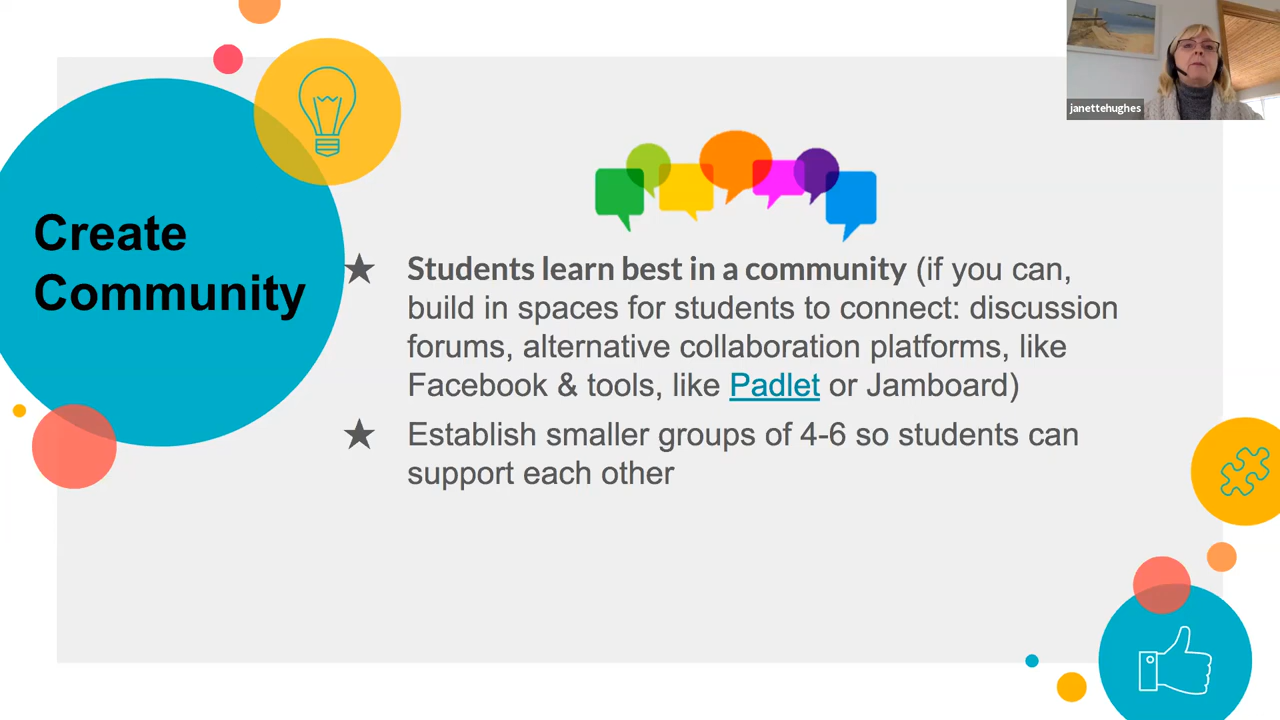 janettehughes
Create
Community
★ Students learn best in a community (if you can,
build in spaces for students to connect: discussion
forums, alternative collaboration platforms, like
Facebook & tools, like Padlet or Jamboard)
★ Establish smaller groups of 4-6 so students can
support each other